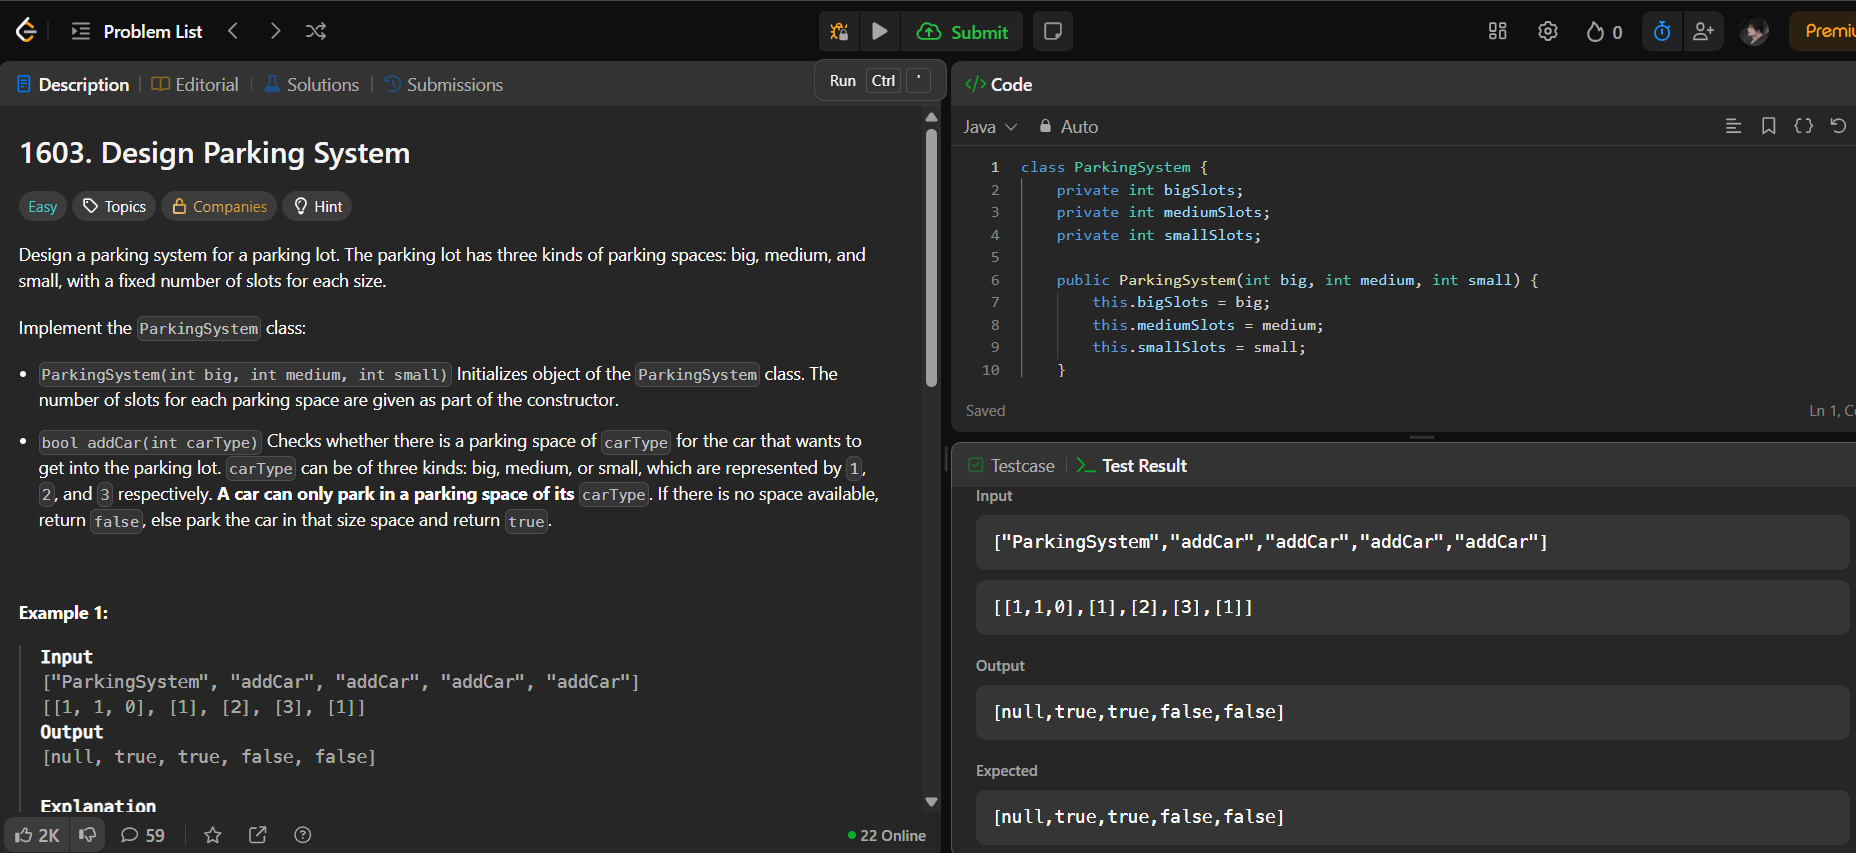 Problem List
Submit
0
Premiu
Description
Editorial
Solutions
Submissions
Run Ctrl '
1603. Design Parking System
Easy
Topics
Companies
Hint
Design a parking system for a parking lot. The parking lot has three kinds of parking spaces: big, medium, and
small, with a fixed number of slots for each size.
Implement the ParkingSystem class:
• ParkingSystem(int big, int medium, int small) Initializes object of the ParkingSystem class. The
number of slots for each parking space are given as part of the constructor.
• bool addCar(int carType) Checks whether there is a parking space of carType for the car that wants to
get into the parking lot. carType can be of three kinds: big, medium, or small, which are represented by 1,
2, and 3 respectively. A car can only park in a parking space of its carType. If there is no space available,
return false, else park the car in that size space and return true.
Example 1:
Input
["ParkingSystem", "addCar", "addCar", "addCar", "addCar"]
[[1, 1, 0], [1], [2], [3], [1]]
Output
[null, true, true, false, false]
Explanation
2K
59
22 Online
</> Code
Java
Auto
1 class ParkingSystem {
2 private int bigSlots;
3 private int mediumSlots;
4 private int smallSlots;
5
6 public ParkingSystem(int big, int medium, int small) {
7 this.bigSlots = big;
8 this.mediumSlots = medium;
9 this.smallSlots = small;
10 }
Saved
Ln 1, Co
Testcase
>_ Test Result
Input
["ParkingSystem","addCar","addCar","addCar","addCar"]
[[1,1,0],[1],[2],[3],[1]]
Output
[null,true,true,false,false]
Expected
[null,true,true,false,false]